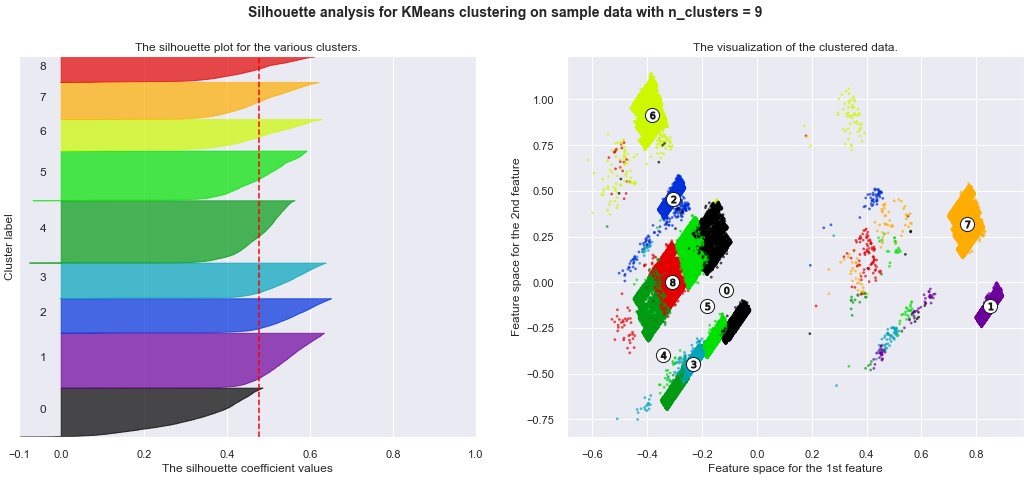 Silhouette analysis for KMeans clustering on sample data with n_clusters = 9
The silhouette plot for the various clusters.
Cluster label
8
7
6
5
4
3
2
1
0
−0.1 0.0 0.2 0.4 0.6 0.8 1.0
The silhouette coefficient values
The visualization of the clustered data.
Feature space for the 2nd feature
1.00
0.75
0.50
0.25
0.00
−0.25
−0.50
−0.75
6
2
7
8
0
5
1
4
3
−0.6 −0.4 −0.2 0.0 0.2 0.4 0.6 0.8
Feature space for the 1st feature